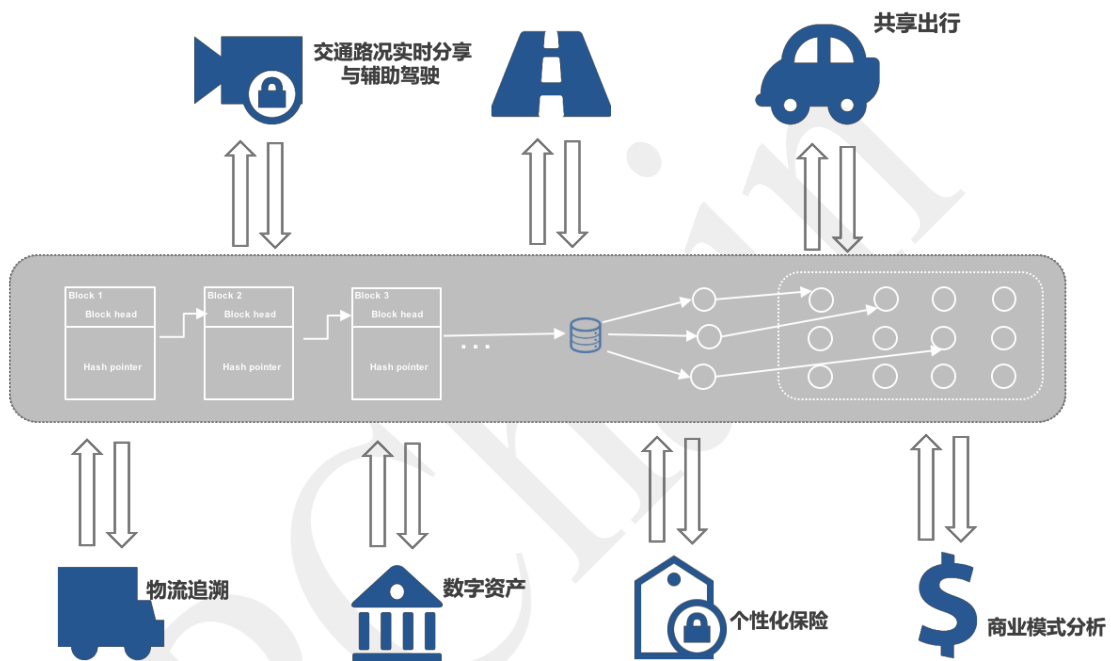 交通路况实时分享
与辅助驾驶
共享出行
Block 1
Block head
Hash pointer
Block 2
Block head
Hash pointer
Block 3
Block head
Hash pointer
...
物流追溯
数字资产
个性化保险
商业模式分析